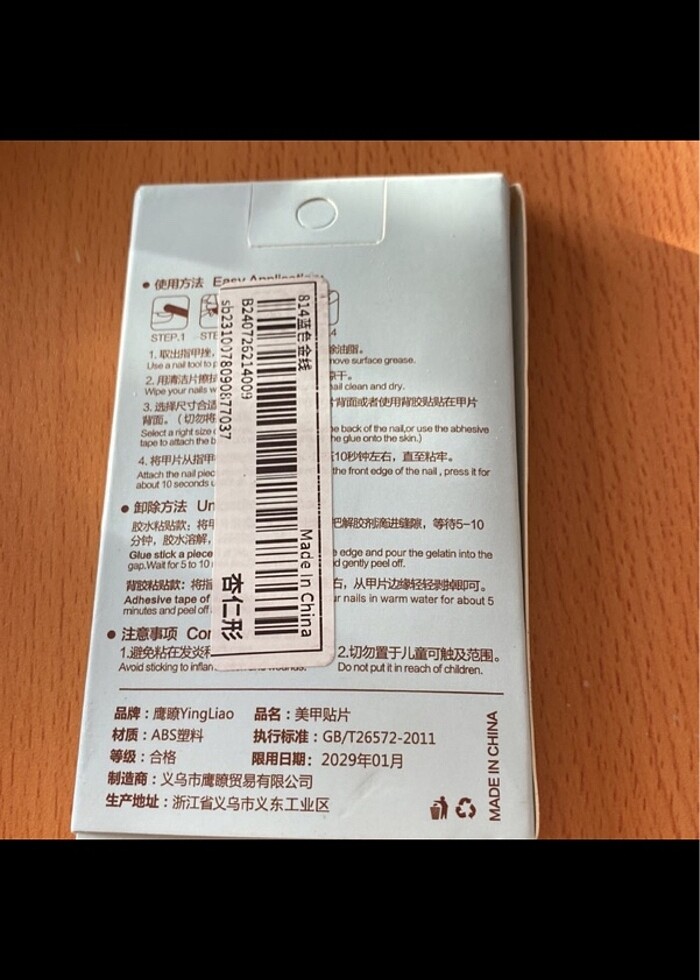 使用方法 Easy Application
STEP.1
1. 取出指甲挫,
除油脂。
Use a nail tool to
move surface grease.
2. 用清洁片擦
晾干。
Wipe your nails
nail clean and dry.
3. 选择尺寸合适
片背面或者使用背胶粘贴在甲片
背面。(切勿将
Select a right size
the back of the nail,or use the abhesive
tape to attach the
the glue onto the skin.)
4. 将甲片从指甲
10秒钟左右,直至粘牢。
Attach the nail piec
the front edge of the nail , press it for
about 10 seconds
卸除方法 Un
胶水粘贴款:将甲
把解胶剂滴进缝隙,等待5-10
分钟,胶水溶解,
Glue stick a piece
edge and pour the gelatin into the
gap.Wait for 5 to 10
d gently peel off.
背胶粘贴款:将指
右,从甲片边缘轻轻剥掉即可。
Adhesive tape of
ur nails in warm water for about 5
minutes and peel off
注意事项 Con
1.避免粘在发炎和
2.切勿置于儿童可触及范围。
Avoid sticking to inflam
wounds.
Do not put it in reach of children.
814蓝色金线
B240726214009
sb23100780908177037
Made in China
杏仁形
品牌:鹰瞭YingLiao 品名:美甲贴片
材质:ABS塑料 执行标准:GB/T26572-2011
等级:合格 限用日期:2029年01月
制造商:义乌市鹰瞭贸易有限公司
生产地址:浙江省义乌市义东工业区
MADE IN CHINA